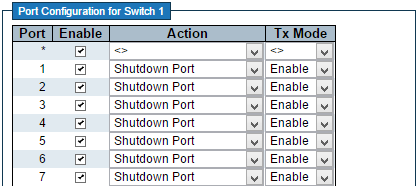 Port Configuration for Switch 1
Port Enable Action Tx Mode
* <> <>
1 Shutdown Port Enable
2 Shutdown Port Enable
3 Shutdown Port Enable
4 Shutdown Port Enable
5 Shutdown Port Enable
6 Shutdown Port Enable
7 Shutdown Port Enable